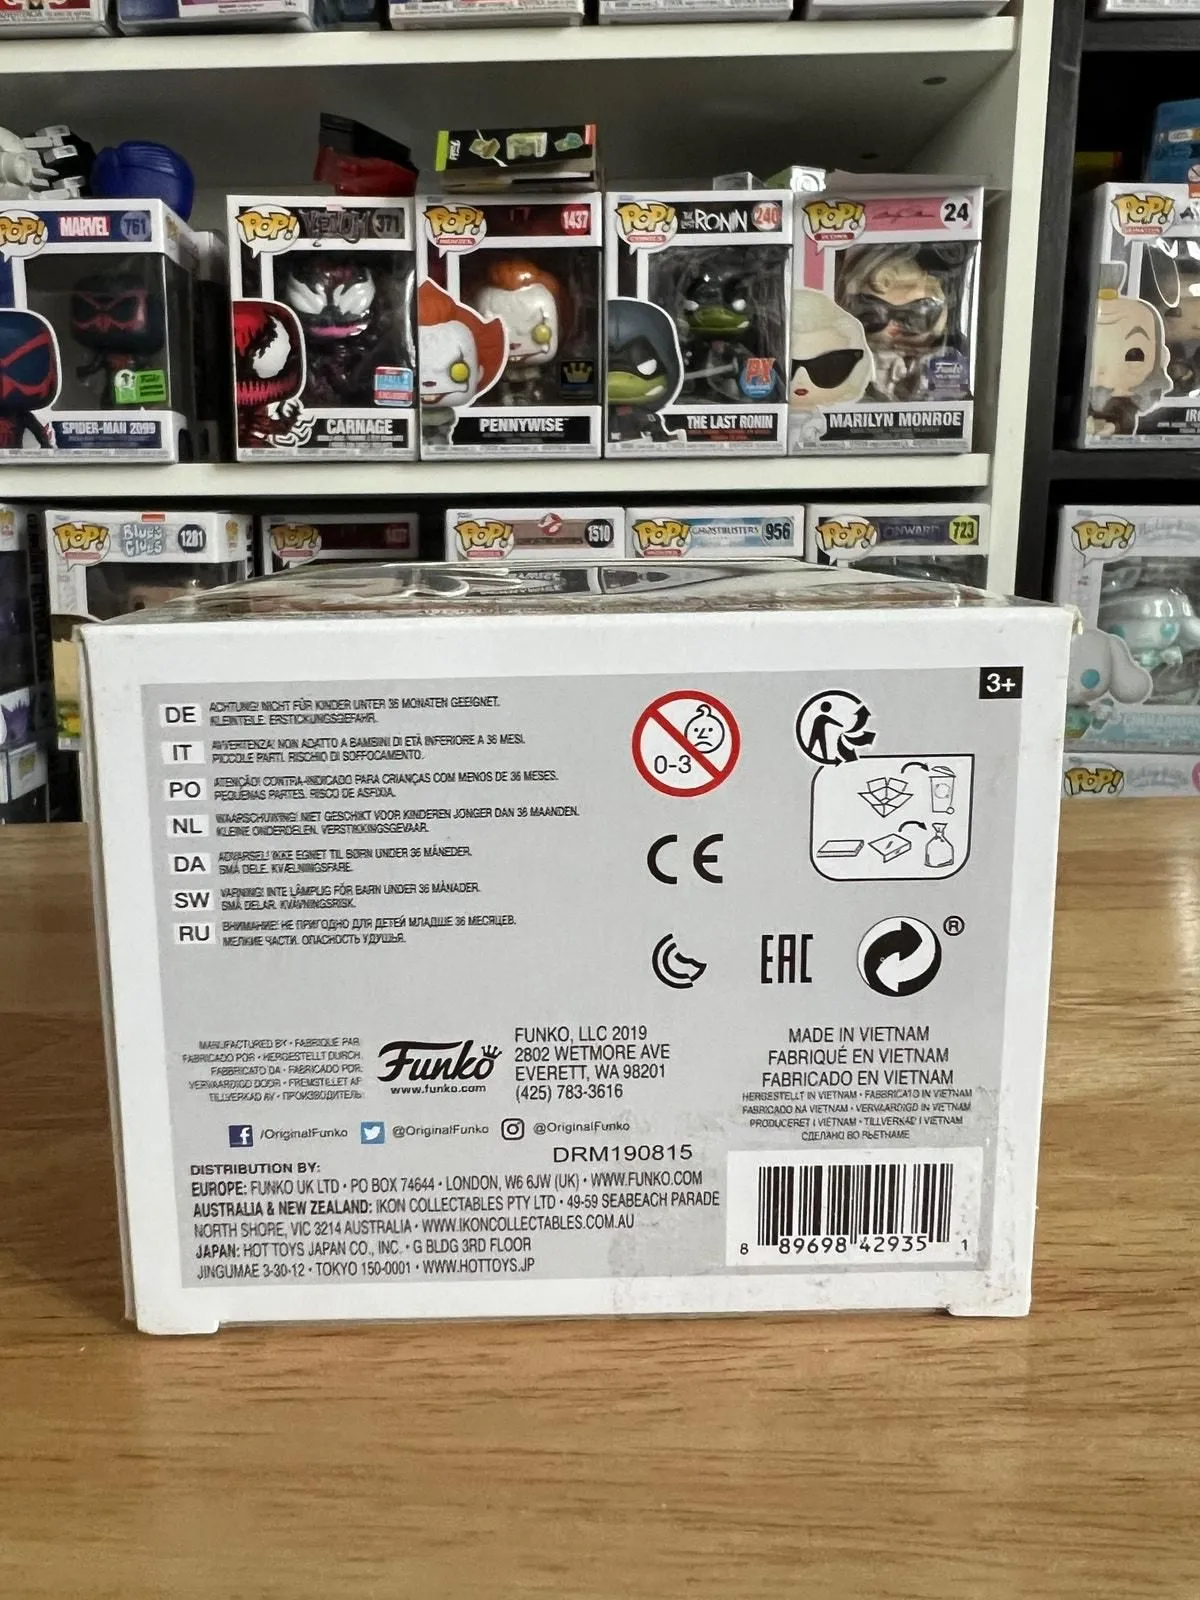 POP! MARVEL 761
SPIDER-MAN 2099
POP! VENOM 371
CARNAGE
POP! 1437
PENNYWISE
POP! THE LAST RONIN
THE LAST RONIN
PX
POP! 24
Funko
MARILYN MONROE
POP!
POP! BLUE'S CLUES 1281
POP!
POP! 1510
POP! GHOSTBUSTERS 956
POP! ONWARD 723
POP!
POP!
3+
DE ACHTUNG! NICHT FÜR KINDER UNTER 36 MONATEN GEEIGNET.
KLEINTEILE. ERSTICKUNGSGEFAHR.
IT AVVERTENZA: NON ADATTO A BAMBINI DI ETÀ INFERIORE A 36 MESI.
PICCOLE PARTI. RISCHIO DI SOFFOCAMENTO.
PO ATENÇÃO! CONTRA-INDICADO PARA CRIANÇAS COM MENOS DE 36 MESES.
PEQUENAS PARTES. RISCO DE ASFIXIA.
NL WAARSCHUWING! NIET GESCHIKT VOOR KINDEREN JONGER DAN 36 MAANDEN.
KLEINE ONDERDELEN. VERSTIKKINGSGEVAAR.
DA ADVARSEL! IKKE EGNET TIL BØRN UNDER 36 MÅNEDER.
SMÅ DELE. KVÆLNINGSFARE.
SW VARNING! INTE LÄMPLIG FÖR BARN UNDER 36 MÅNADER.
SMÅ DELAR. KVÄVNINGSRISK.
RU ВНИМАНИЕ! НЕ ПРИГОДНО ДЛЯ ДЕТЕЙ МЛАДШЕ 36 МЕСЯЦЕВ.
МЕЛКИЕ ЧАСТИ. ОПАСНОСТЬ УДУШЬЯ.
0-3
CE
EAC
®
MANUFACTURED BY • FABRIQUÉ PAR
FABRICADO POR • HERGESTELLT DURCH
FABBRICATO DA • FABRICADO POR:
VERVAARDIGD DOOR • FREMSTILLET AF
TILLVERKAD AV • ПРОИЗВОДИТЕЛЬ:
Funko
www.funko.com
FUNKO, LLC 2019
2802 WETMORE AVE
EVERETT, WA 98201
(425) 783-3616
MADE IN VIETNAM
FABRIQUÉ EN VIETNAM
FABRICADO EN VIETNAM
HERGESTELLT IN VIETNAM • FABBRICATO IN VIETNAM
FABRICADO NA VIETNAM • VERVAARDIGD IN VIETNAM
PRODUCERET I VIETNAM • TILLVERKAD I VIETNAM
СДЕЛАНО ВО ВЬЕТНАМЕ
/OriginalFunko @OriginalFunko @OriginalFunko
DRM190815
DISTRIBUTION BY:
EUROPE: FUNKO UK LTD • PO BOX 74644 • LONDON, W6 6JW (UK) • WWW.FUNKO.COM
AUSTRALIA & NEW ZEALAND: IKON COLLECTABLES PTY LTD • 49-59 SEABEACH PARADE
NORTH SHORE, VIC 3214 AUSTRALIA • WWW.IKONCOLLECTABLES.COM.AU
JAPAN: HOT TOYS JAPAN CO., INC. • G BLDG 3RD FLOOR
JINGUMAE 3-30-12 • TOKYO 150-0001 • WWW.HOTTOYS.JP
8 89698 42935 1